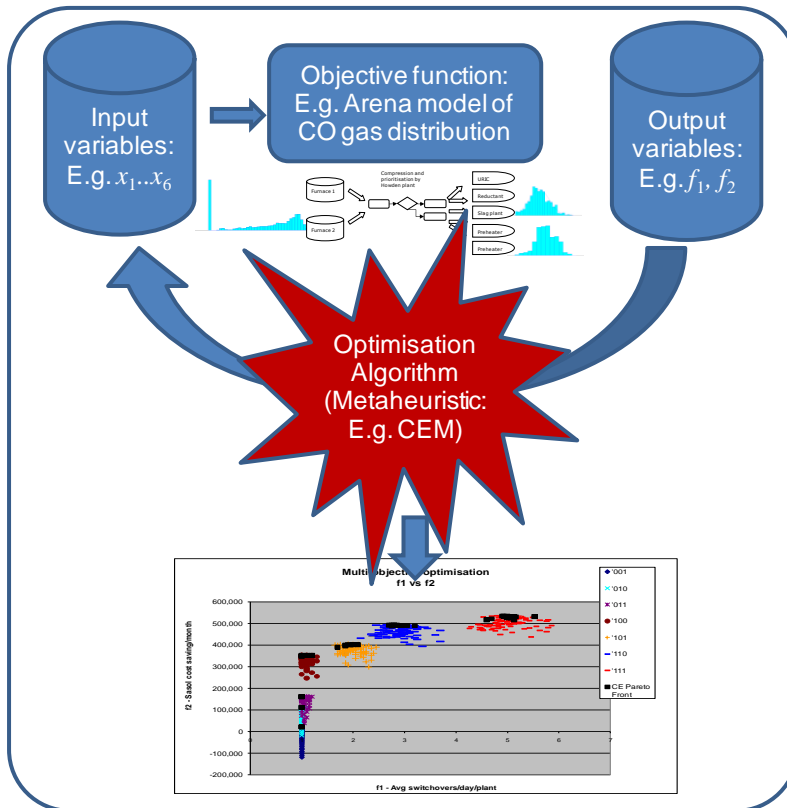 Input
variables:
E.g. x₁..x₆
Objective function:
E.g. Arena model of
CO gas distribution
Output
variables:
E.g. f₁, f₂
Furnace 1
Furnace 2
Compression and
prioritisation by
Howden plant
URIC
Reductant
Slag plant
Preheater
Preheater
Optimisation
Algorithm
(Metaheuristic:
E.g. CEM)
f1 vs f2
f2 - Sasol cost saving/month
600,000
500,000
400,000
300,000
200,000
100,000
0
-100,000
-200,000
0
1
2
3
4
5
6
7
f1 - Avg switchovers/day/plant
'001
'010
'011
'100
'101
'110
'111
CE Pareto
Front